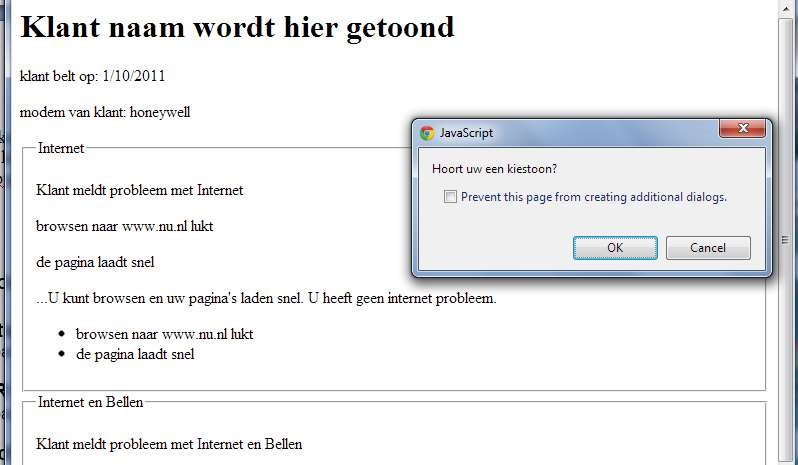 Klant naam wordt hier getoond
klant belt op: 1/10/2011
modem van klant: honeywell
Internet
Klant meldt probleem met Internet
browsen naar www.nu.nl lukt
de pagina laadt snel
...U kunt browsen en uw pagina's laden snel. U heeft geen internet probleem.
browsen naar www.nu.nl lukt
de pagina laadt snel
Internet en Bellen
Klant meldt probleem met Internet en Bellen
JavaScript
Hoort uw een kiestoon?
Prevent this page from creating additional dialogs.
OK
Cancel